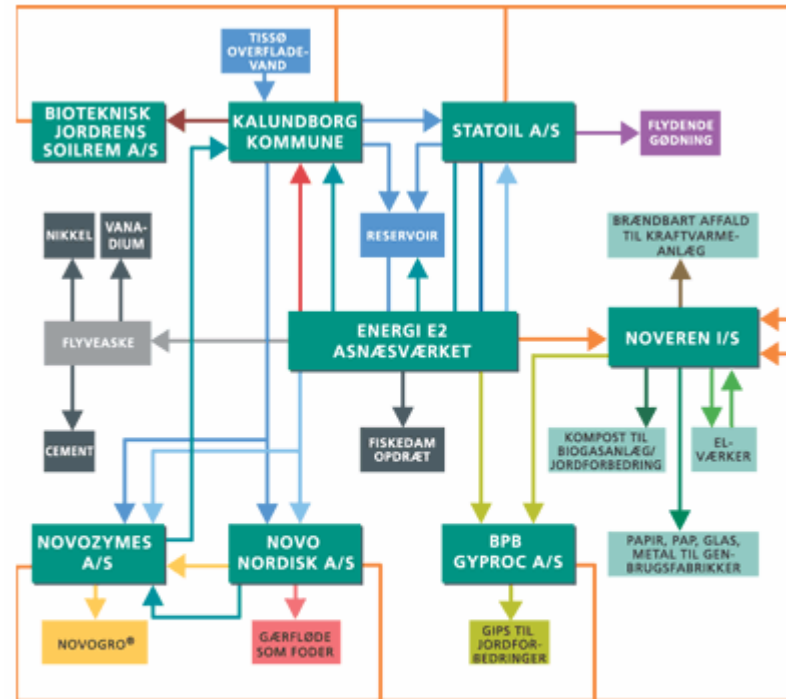 TISSØ
OVERFLADE-
VAND
BIOTEKNISK
JORDRENS
SOILREM A/S
KALUNDBORG
KOMMUNE
STATOIL A/S
FLYDENDE
GØDNING
NIKKEL
VANA-
DIUM
RESERVOIR
BRÆNDBART AFFALD
TIL KRAFTVARME-
ANLÆG
FLYVEASKE
ENERGI E2
ASNÆSVÆRKET
NOVEREN I/S
CEMENT
FISKEDAM
OPDRÆT
KOMPOST TIL
BIOGASANLÆG/
JORDFORBEDRING
EL-
VÆRKER
NOVOZYMES
A/S
NOVO
NORDISK A/S
BPB
GYPROC A/S
PAPIR, PAP, GLAS,
METAL TIL GEN-
BRUGSFABRIKKER
NOVOGRO®
GÆRFLØDE
SOM FODER
GIPS TIL
JORDFOR-
BEDRINGER